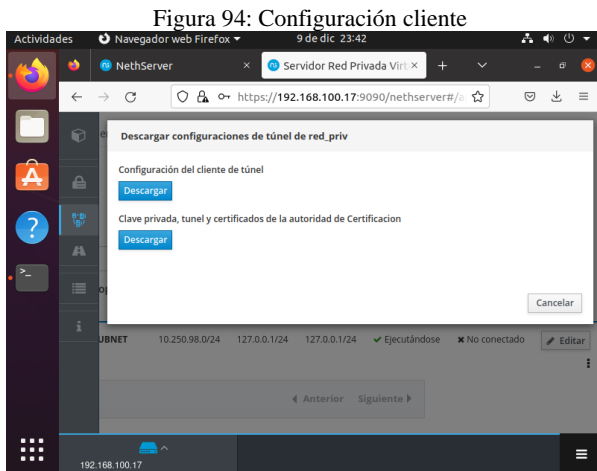 Figura 94: Configuración cliente
Actividades
Navegador web Firefox
9 de dic 23:42
NethServer
Servidor Red Privada Virt
https://192.168.100.17:9090/nethserver#/a
Descargar configuraciones de túnel de red_priv
Configuración del cliente de túnel
Descargar
Clave privada, tunel y certificados de la autoridad de Certificacion
Descargar
Cancelar
UBNET 10.250.98.0/24 127.0.0.1/24 127.0.0.1/24 Ejecutándose No conectado Editar
Anterior Siguiente
192.168.100.17